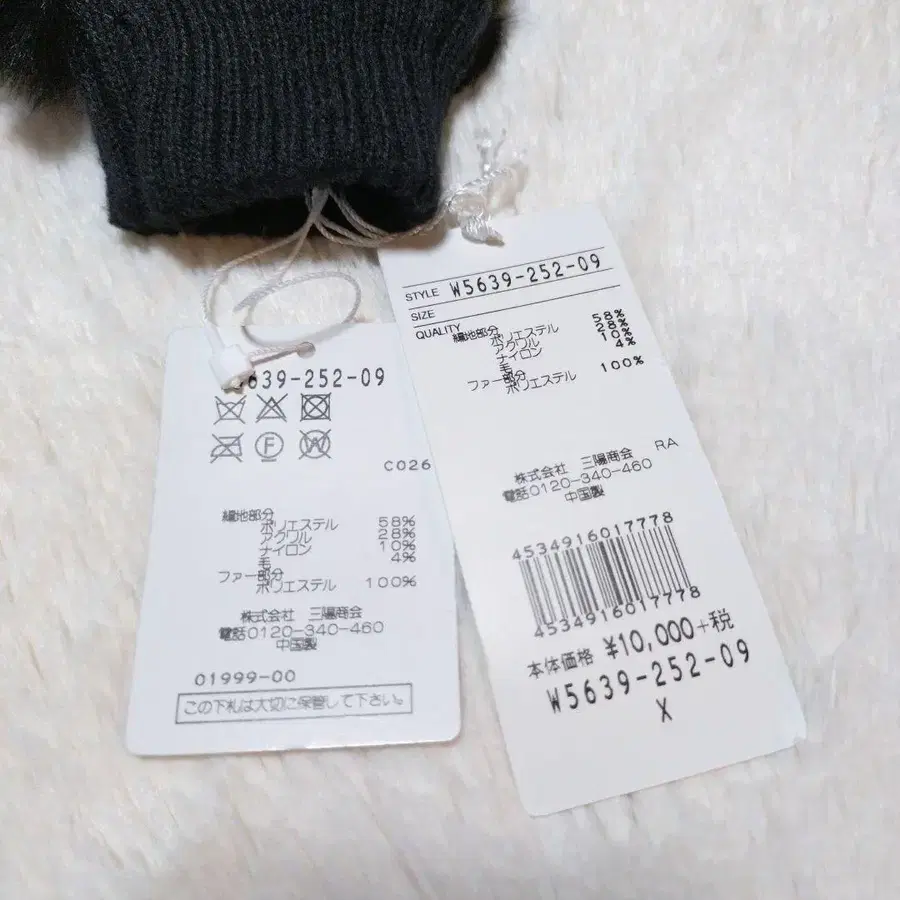 639-252-09
F
W
C026
編地部分
ポリエステル 58%
アクリル 28%
ナイロン 10%
毛 4%
ファー部分
ポリエステル 100%
株式会社 三陽商会
電話0120-340-460
中国製
01999-00
この下札は大切に保管して下さい。
STYLE W5639-252-09
SIZE
QUALITY
編地部分
ポリエステル 58%
アクリル 28%
ナイロン 10%
毛 4%
ファー部分
ポリエステル 100%
RA
株式会社 三陽商会
電話0120-340-460
中国製
4534916017778
4534916017778
本体価格 ¥10,000+税
W5639-252-09
X